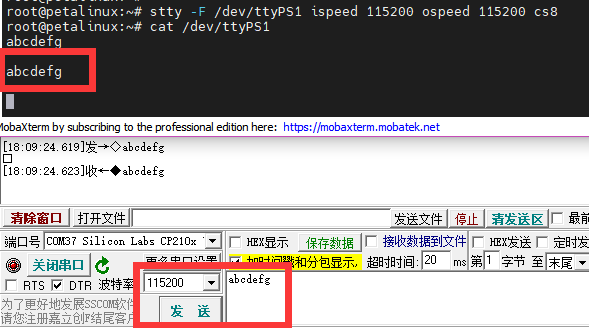 root@petalinux:~#
root@petalinux:~# stty -F /dev/ttyPS1 ispeed 115200 ospeed 115200 cs8
root@petalinux:~# cat /dev/ttyPS1
abcdefg
abcdefg
MobaXterm by subscribing to the professional edition here: https://mobaxterm.mobatek.net
[18:09:24.619]发→◇abcdefg
□
[18:09:24.623]收←◆abcdefg
清除窗口 打开文件 发送文件 停止 清发送区 最前
端口号 COM37 Silicon Labs CP210x HEX显示 保存数据 接收数据到文件 HEX发送 定时发
关闭串口 更多串口设置 加时间戳和分包显示, 超时时间: 20 ms 第1 字节 至 末尾
RTS DTR 波特率 115200 abcdefg
为了更好地发展SSCOM软件
请您注册嘉立创F结尾客户
发 送